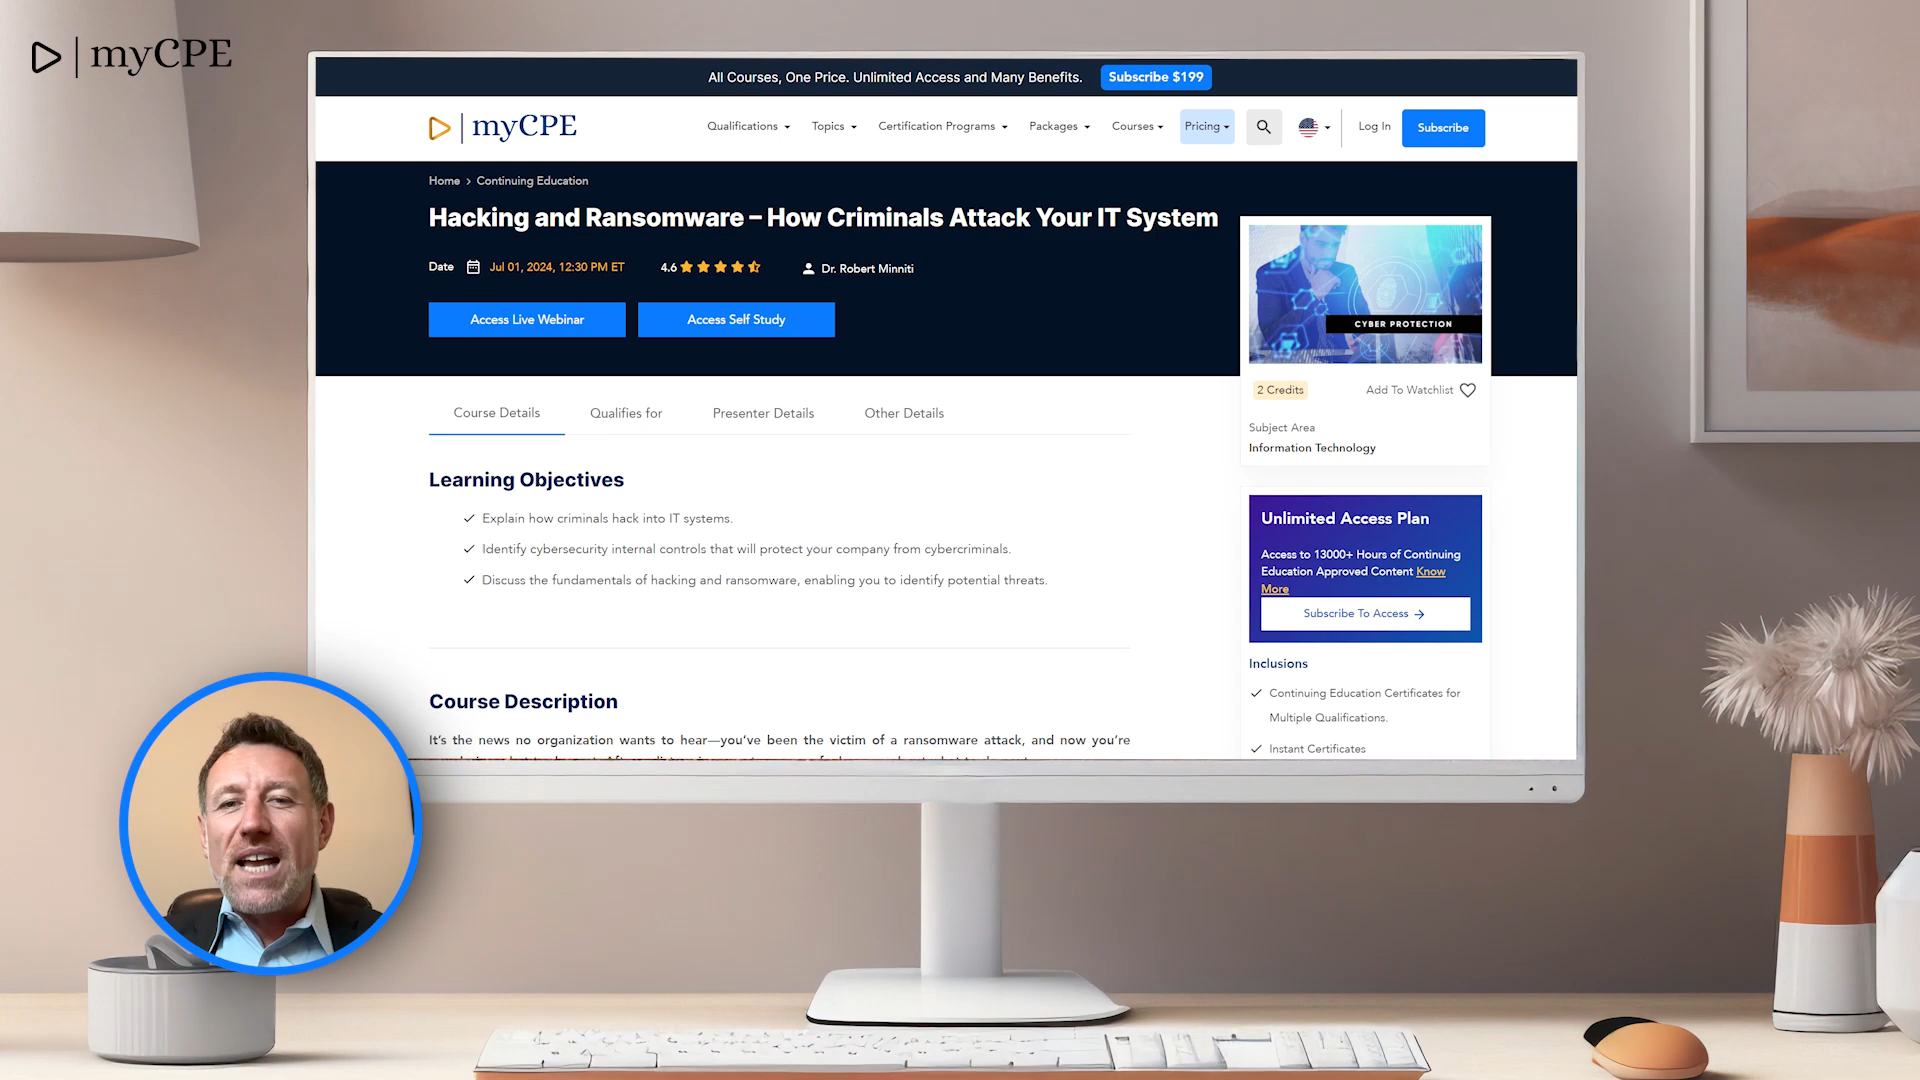 myCPE
All Courses, One Price. Unlimited Access and Many Benefits. Subscribe $199
myCPE Qualifications Topics Certification Programs Packages Courses Pricing Log In Subscribe
Home > Continuing Education
Hacking and Ransomware – How Criminals Attack Your IT System
Date Jul 01, 2024, 12:30 PM ET 4.6 Dr. Robert Minniti
Access Live Webinar Access Self Study
CYBER PROTECTION
2 Credits Add To Watchlist
Subject Area
Information Technology
Course Details Qualifies for Presenter Details Other Details
Learning Objectives
Explain how criminals hack into IT systems.
Identify cybersecurity internal controls that will protect your company from cybercriminals.
Discuss the fundamentals of hacking and ransomware, enabling you to identify potential threats.
Course Description
It's the news no organization wants to hear—you've been the victim of a ransomware attack, and now you're
Unlimited Access Plan
Access to 13000+ Hours of Continuing
Education Approved Content Know
More
Subscribe To Access →
Inclusions
Continuing Education Certificates for
Multiple Qualifications.
Instant Certificates